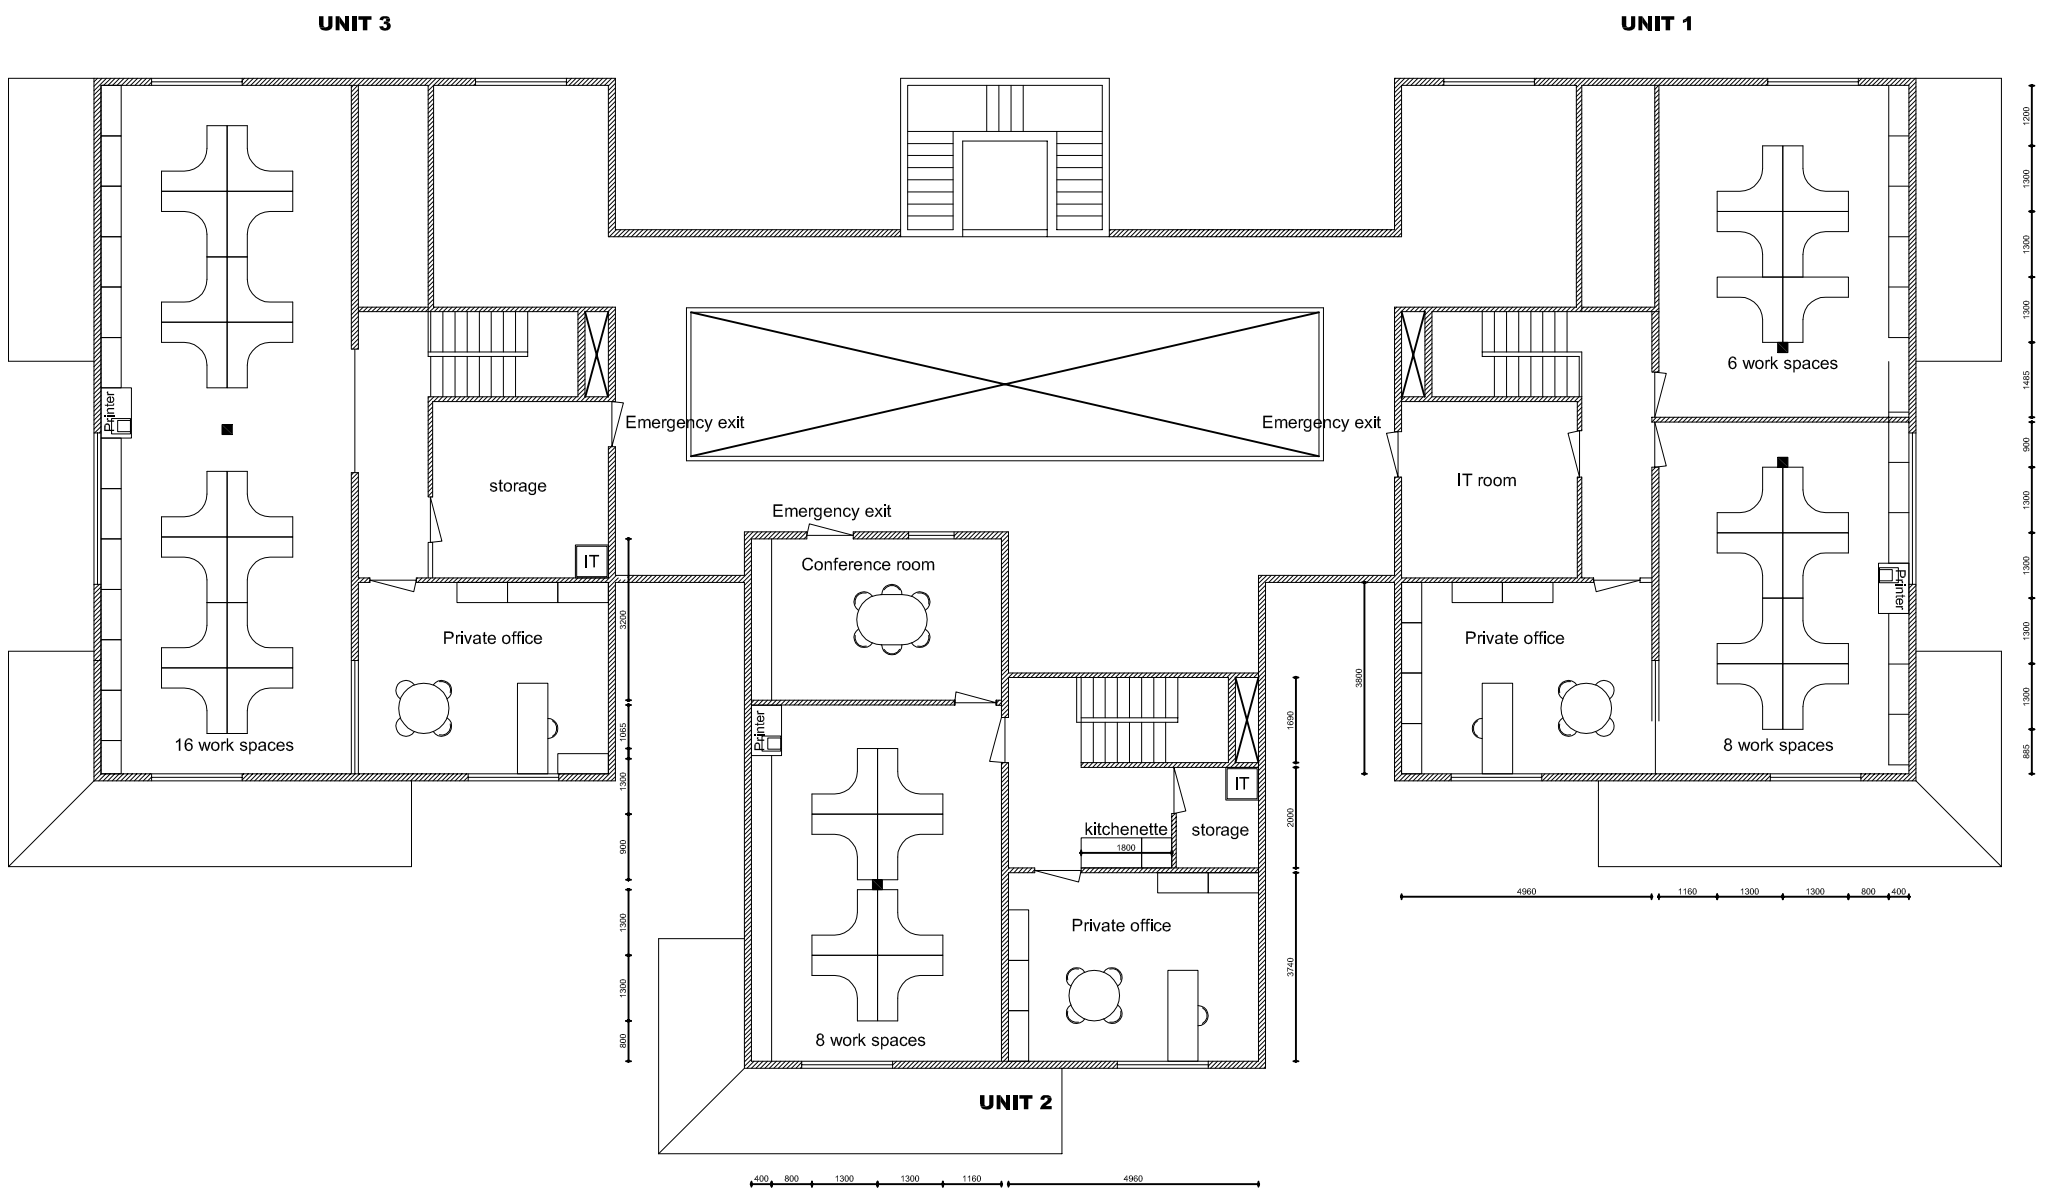 UNIT 3
UNIT 1
Printer
Emergency exit
storage
IT
Private office
16 work spaces
Emergency exit
IT room
Private office
6 work spaces
8 work spaces
Printer
1200
1300
1300
1300
1485
900
1300
1300
1300
1300
885
3800
4960
1160
1300
1300
800
400
Emergency exit
Conference room
Printer
kitchenette
1800
storage
IT
Private office
8 work spaces
UNIT 2
3200
1065
1300
900
1300
1300
800
1690
2000
3740
400
800
1300
1300
1160
4960